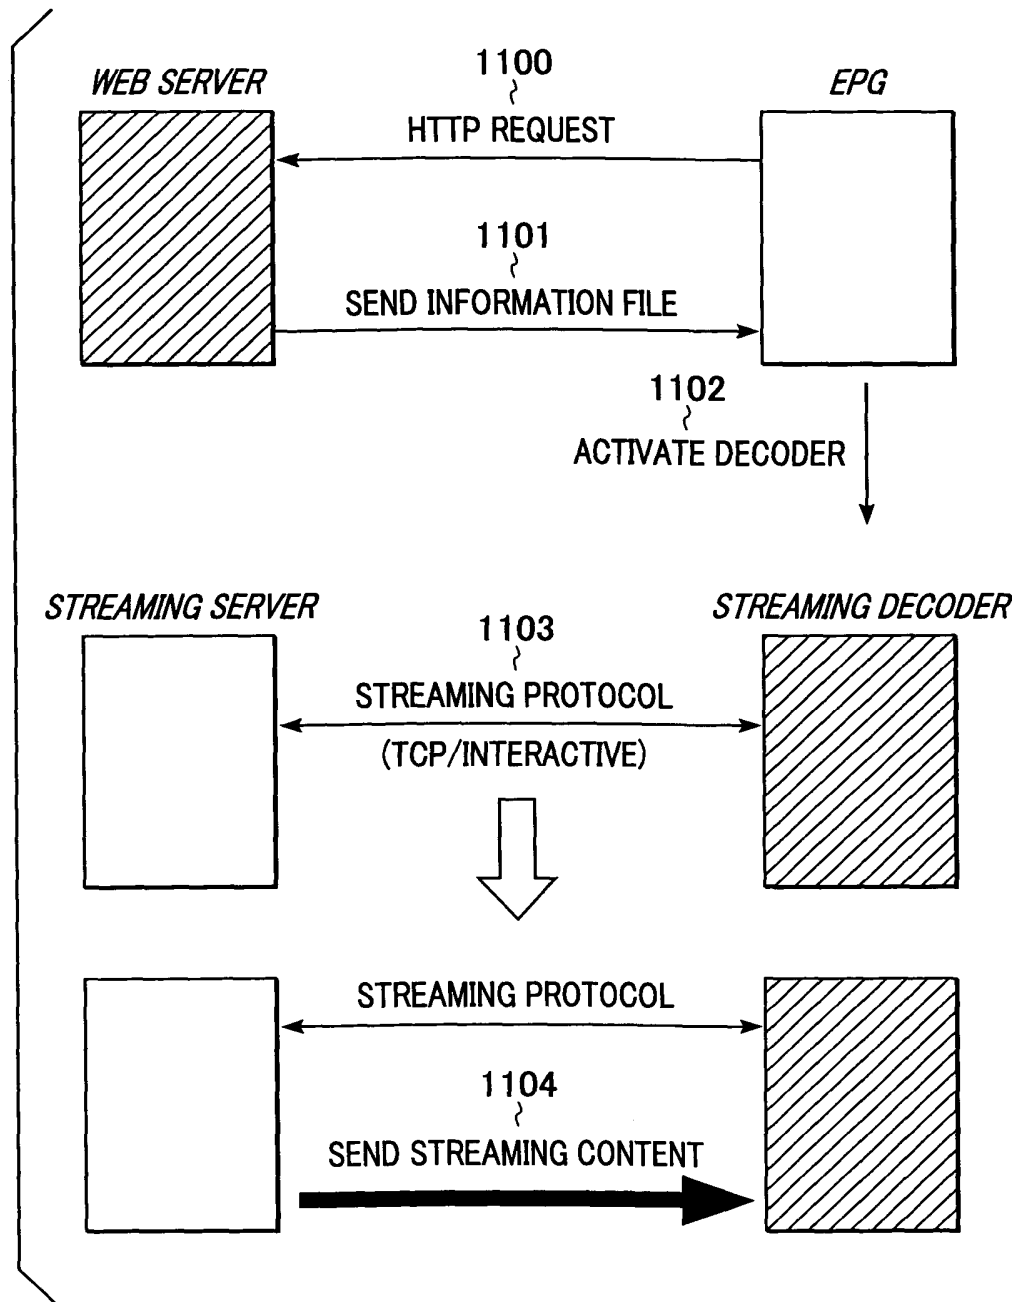 1100
WEB SERVER
EPG
HTTP REQUEST
1101
SEND INFORMATION FILE
1102
ACTIVATE DECODER
STREAMING SERVER
STREAMING DECODER
1103
STREAMING PROTOCOL
(TCP/INTERACTIVE)
STREAMING PROTOCOL
1104
SEND STREAMING CONTENT